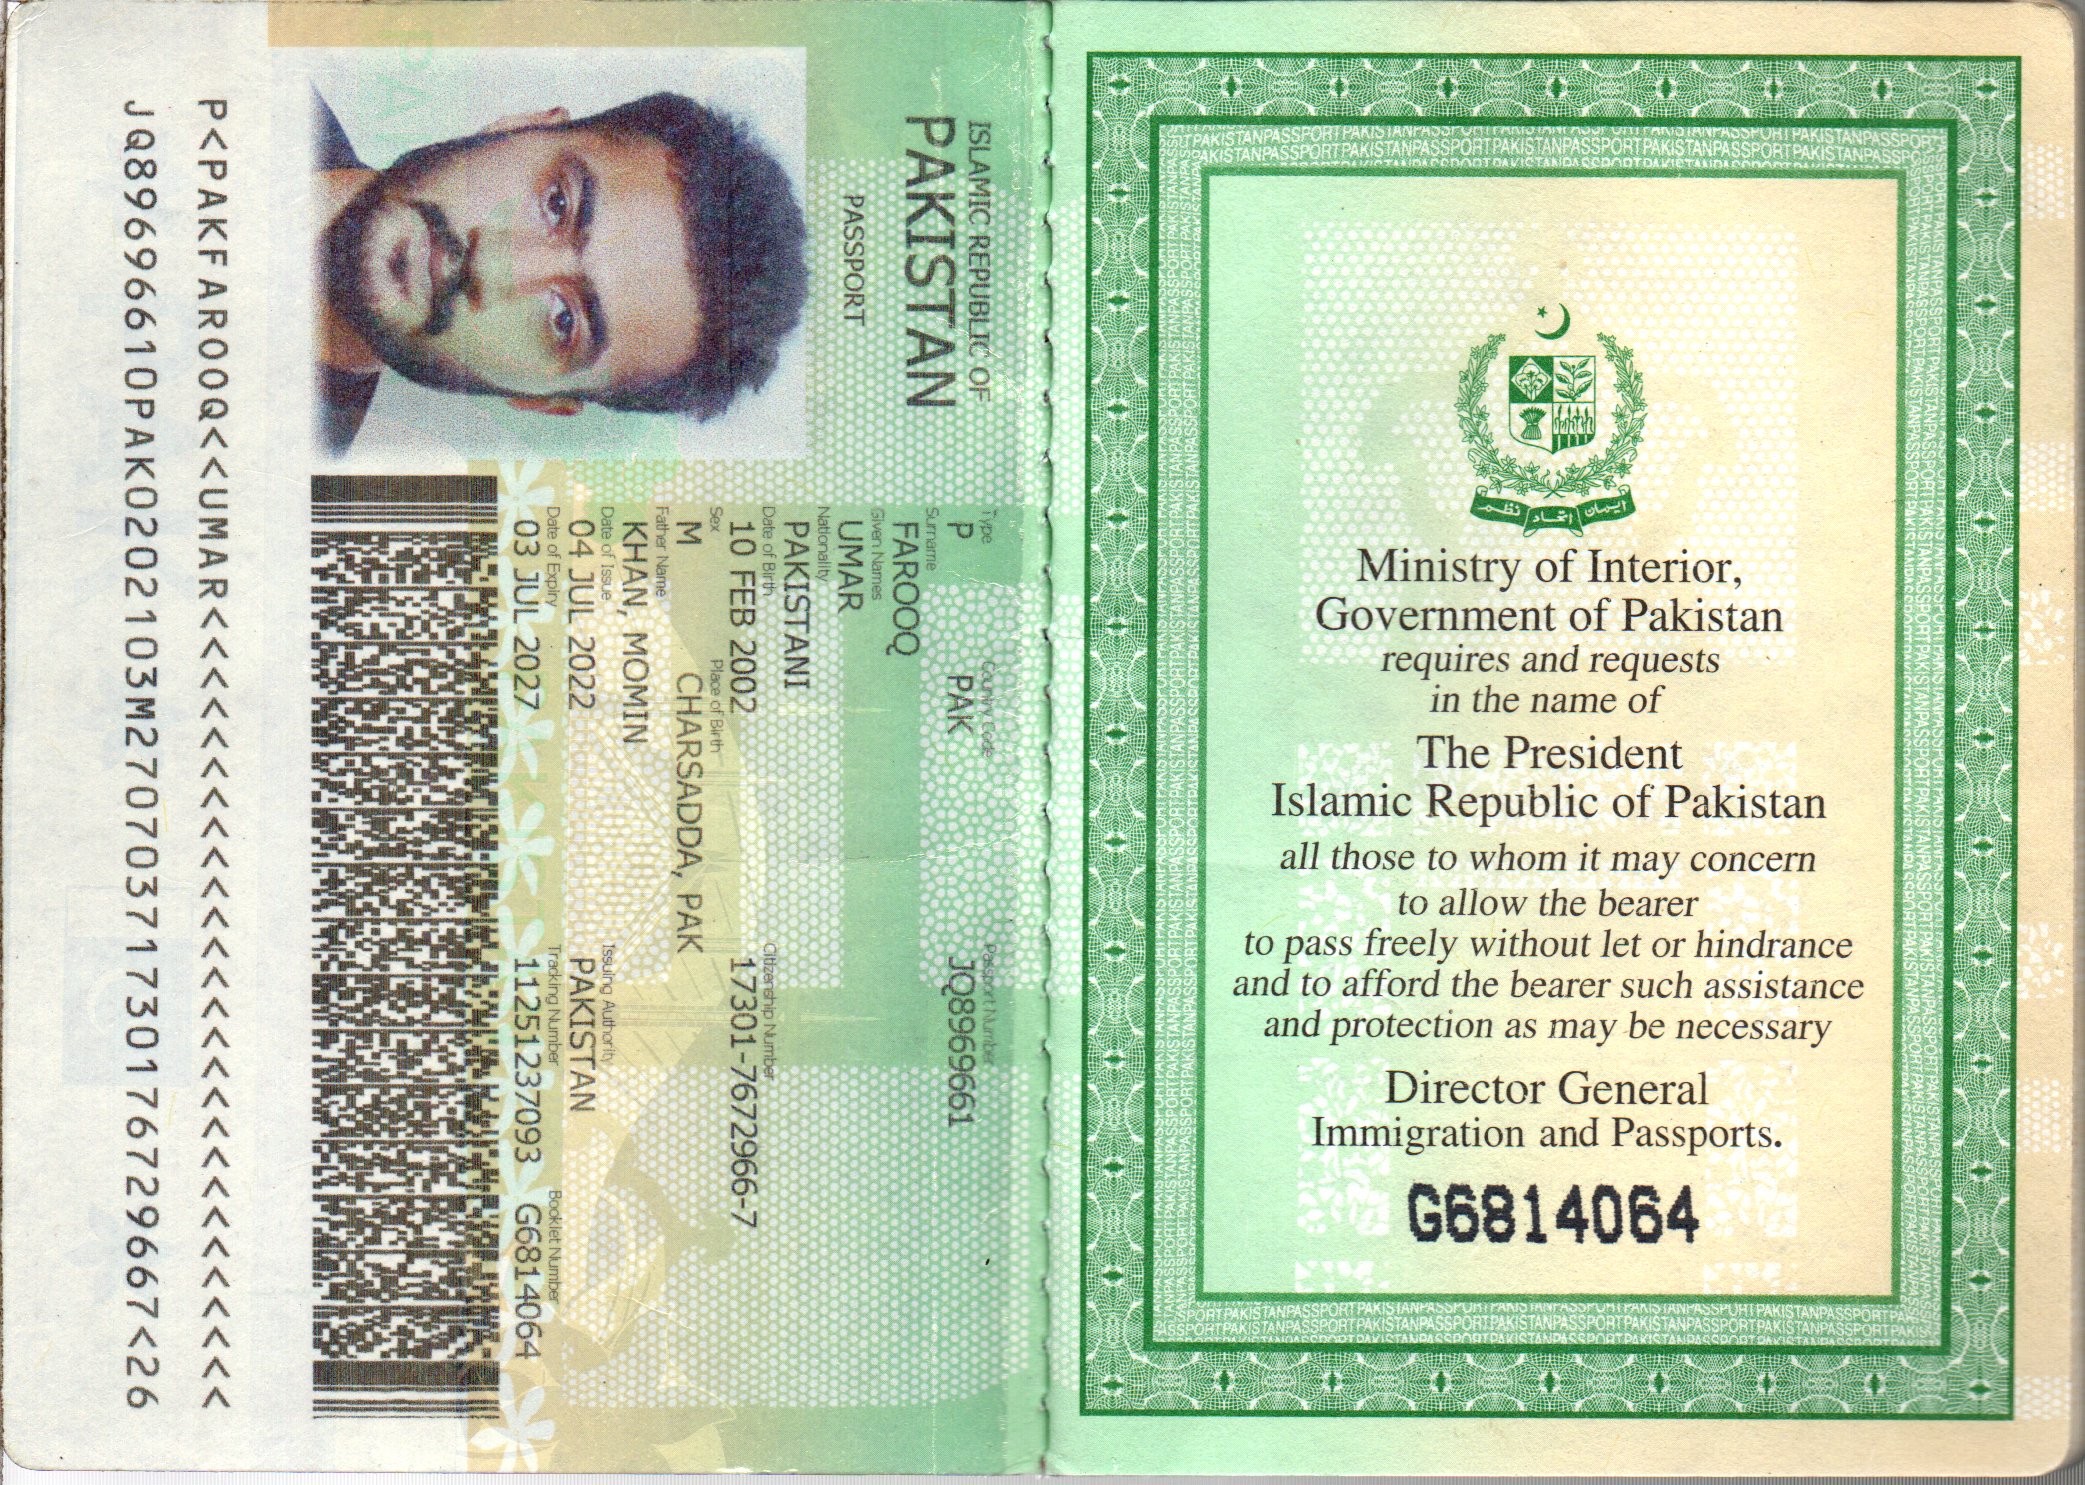 ISLAMIC REPUBLIC OF
PAKISTAN
PASSPORT
Type Country Code Passport Number
P PAK JQ8969661
Surname
FAROOQ
Given Names
UMAR
Nationality
PAKISTANI
Date of Birth Citizenship Number
10 FEB 2002 17301-7672966-7
Sex Place of Birth
M CHARSADDA, PAK
Father Name
KHAN, MOMIN
Date of Issue Issuing Authority
04 JUL 2022 PAKISTAN
Date of Expiry Tracking Number Booklet Number
03 JUL 2027 11251237093 G6814064
P<PAKFAROOQ<<UMAR<<<<<<<<<<<<<<<<<<<<<<<<<<<
JQ89696610PAK0202103M27070371730176729667<26
ایمان اتحاد نظم
Ministry of Interior,
Government of Pakistan
requires and requests
in the name of
The President
Islamic Republic of Pakistan
all those to whom it may concern
to allow the bearer
to pass freely without let or hindrance
and to afford the bearer such assistance
and protection as may be necessary
Director General
Immigration and Passports.
G6814064